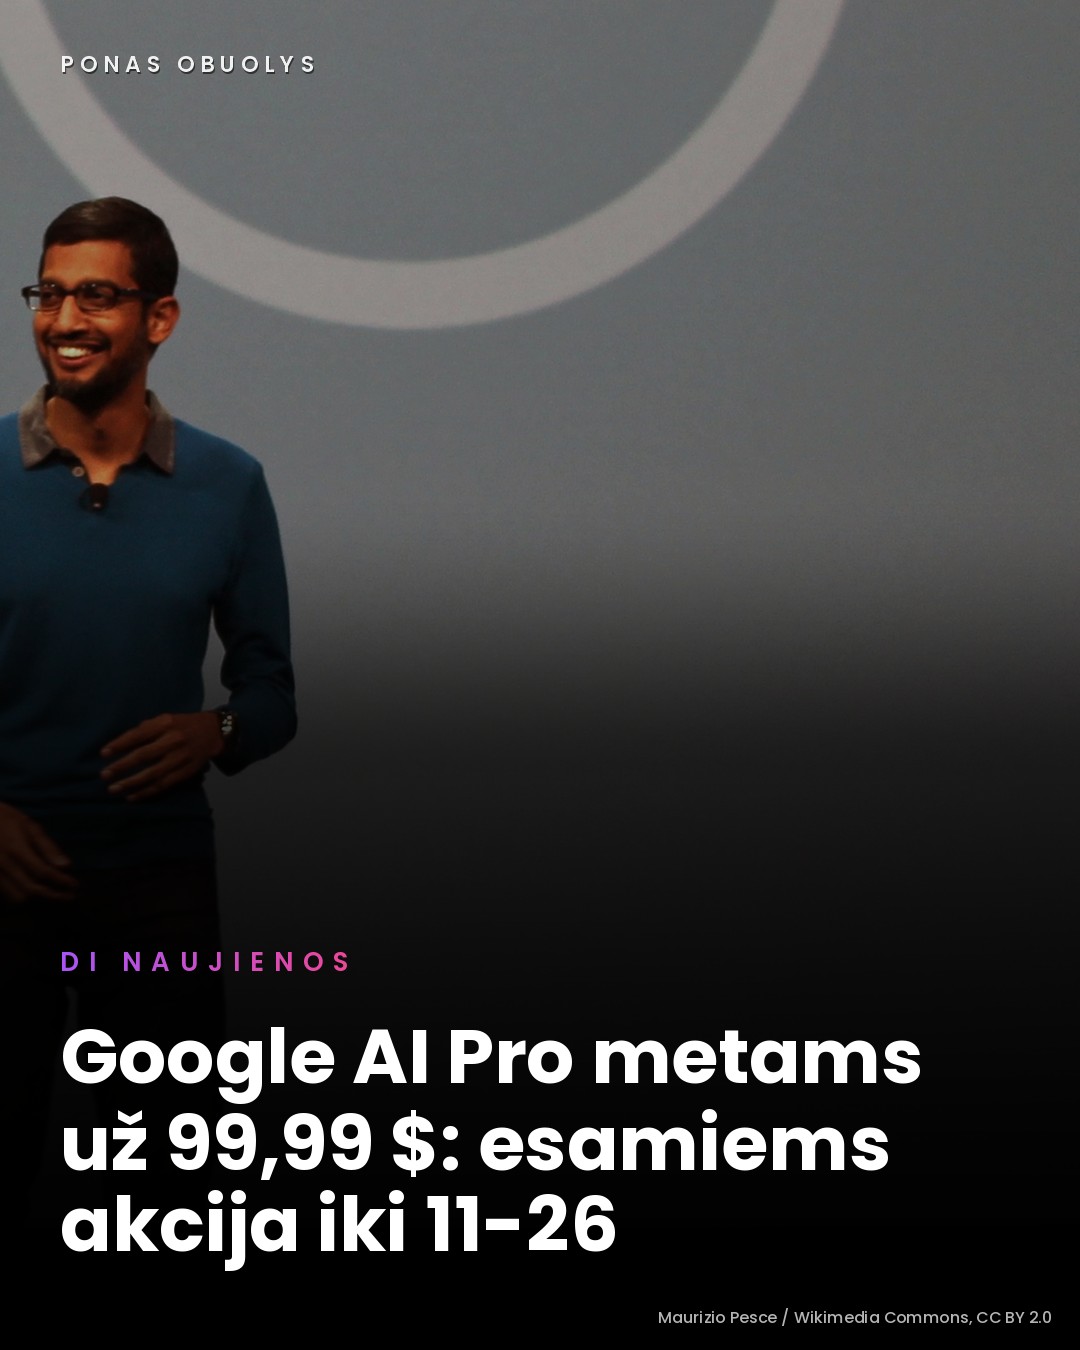 PONAS OBUOLYS
DI NAUJIENOS
Google AI Pro metams
už 99,99 $: esamiems
akcija iki 11-26
Maurizio Pesce / Wikimedia Commons, CC BY 2.0